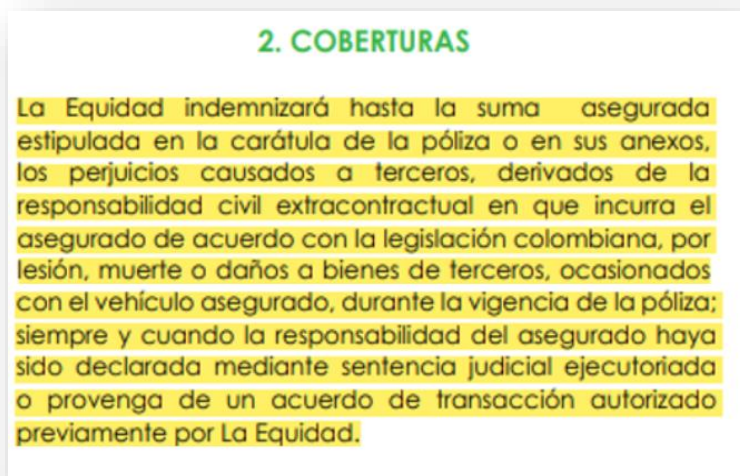 2. COBERTURAS
La Equidad indemnizará hasta la suma asegurada
estipulada en la carátula de la póliza o en sus anexos,
los perjuicios causados a terceros, derivados de la
responsabilidad civil extracontractual en que incurra el
asegurado de acuerdo con la legislación colombiana, por
lesión, muerte o daños a bienes de terceros, ocasionados
con el vehículo asegurado, durante la vigencia de la póliza;
siempre y cuando la responsabilidad del asegurado haya
sido declarada mediante sentencia judicial ejecutoriada
o provenga de un acuerdo de transacción autorizado
previamente por La Equidad.